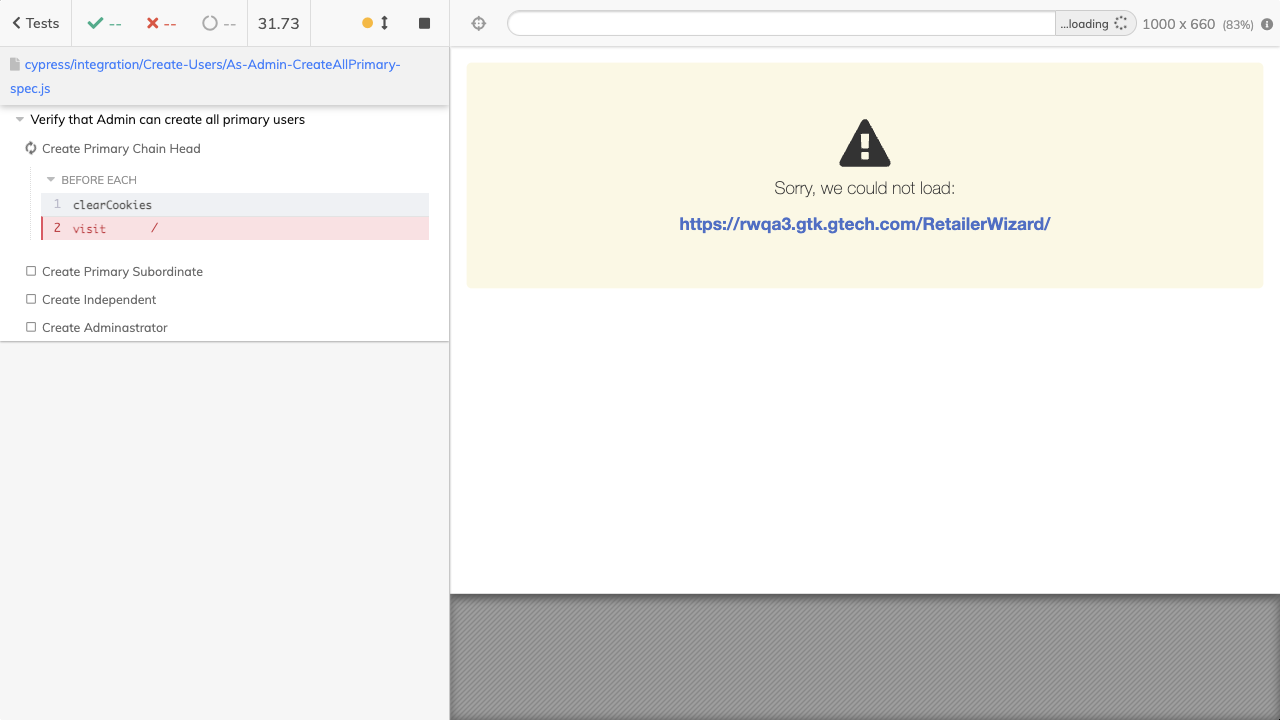 Tests
--
--
--
31.73
...loading
1000 x 660 (83%)
cypress/integration/Create-Users/As-Admin-CreateAllPrimary-
spec.js
Verify that Admin can create all primary users
Create Primary Chain Head
BEFORE EACH
1 clearCookies
2 visit /
Create Primary Subordinate
Create Independent
Create Adminastrator
Sorry, we could not load:
https://rwqa3.gtk.gtech.com/RetailerWizard/